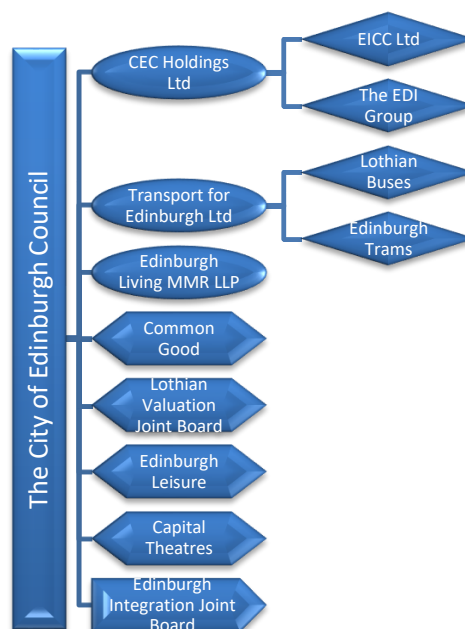 The City of Edinburgh Council
CEC Holdings
Ltd
EICC Ltd
The EDI
Group
Transport for
Edinburgh Ltd
Lothian
Buses
Edinburgh
Trams
Edinburgh
Living MMR LLP
Common
Good
Lothian
Valuation
Joint Board
Edinburgh
Leisure
Capital
Theatres
Edinburgh
Integration Joint
Board